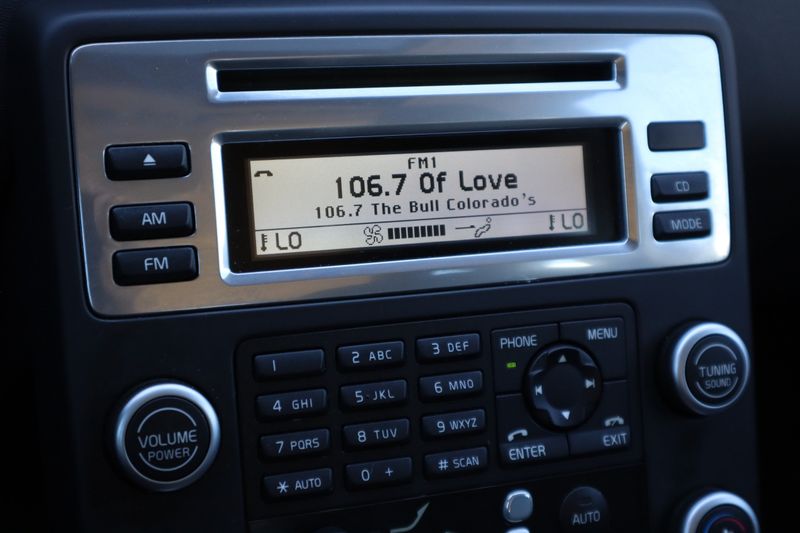 FM1
106.7 Of Love
106.7 The Bull Colorado's
LO
LO
AM
FM
CD
MODE
1
2 ABC
3 DEF
4 GHI
5 JKL
6 MNO
7 PQRS
8 TUV
9 WXYZ
* AUTO
0 +
# SCAN
PHONE
MENU
ENTER
EXIT
VOLUME
POWER
TUNING
SOUND
AUTO